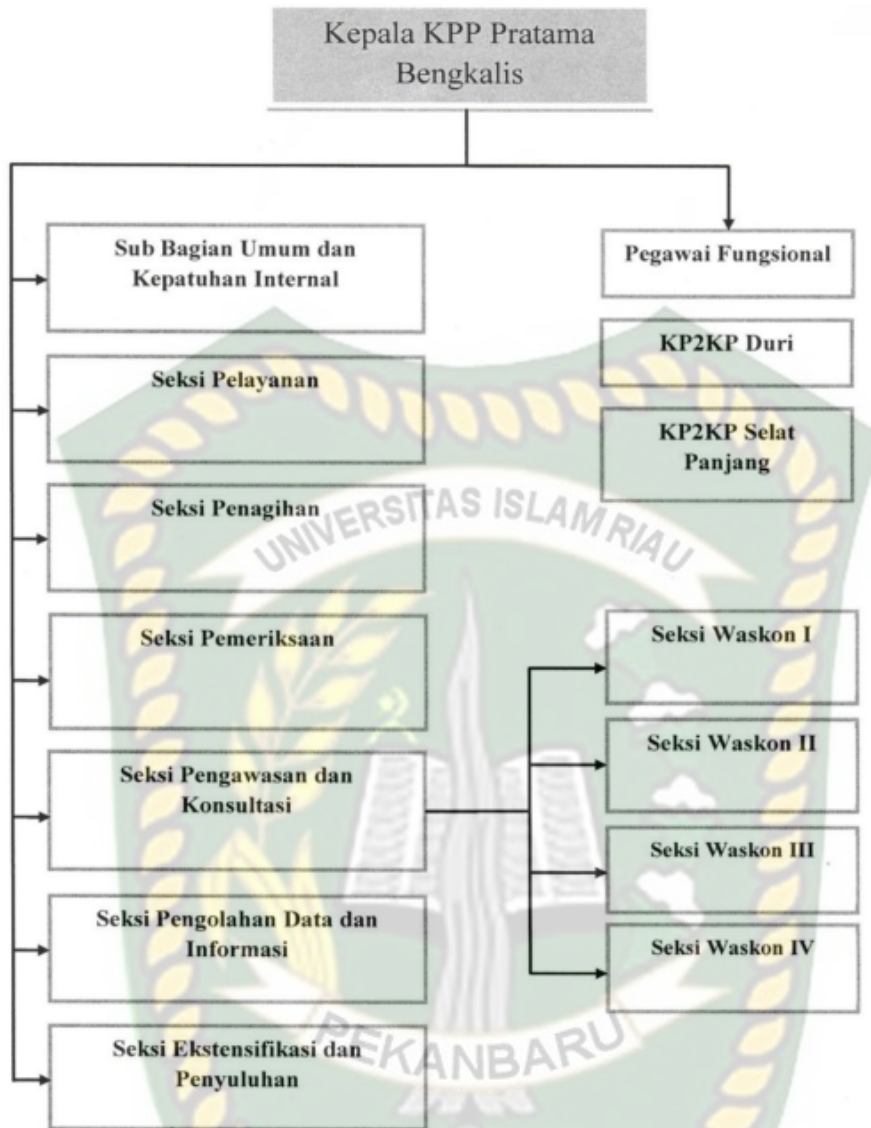 Kepala KPP Pratama
Bengkalis
Sub Bagian Umum dan
Kepatuhan Internal
Pegawai Fungsional
Seksi Pelayanan
KP2KP Duri
KP2KP Selat
Panjang
Seksi Penagihan
UNIVERSITAS ISLAM RIAU
Seksi Pemeriksaan
Seksi Waskon I
Seksi Pengawasan dan
Konsultasi
Seksi Waskon II
Seksi Waskon III
Seksi Pengolahan Data dan
Informasi
Seksi Waskon IV
Seksi Ekstensifikasi dan
Penyuluhan
PEKANBARU